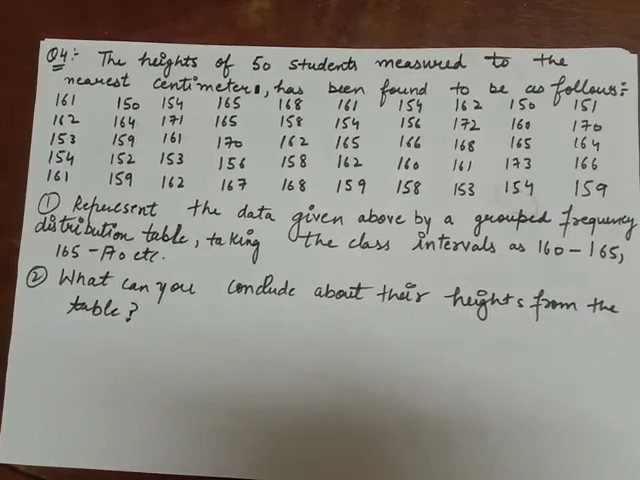 Q4:- The heights of 50 students measured to the
nearest centimeters, has been found to be as follows:-
161 150 154 165 168 161 154 162 150 151
162 164 171 165 158 154 156 172 160 170
153 159 161 170 162 165 166 168 165 164
154 152 153 156 158 162 160 161 173 166
161 159 162 167 168 159 158 153 154 159
① Represent the data given above by a grouped frequency
distribution table, taking the class intervals as 160-165,
165-170 etc.
② What can you conclude about their heights from the
table?